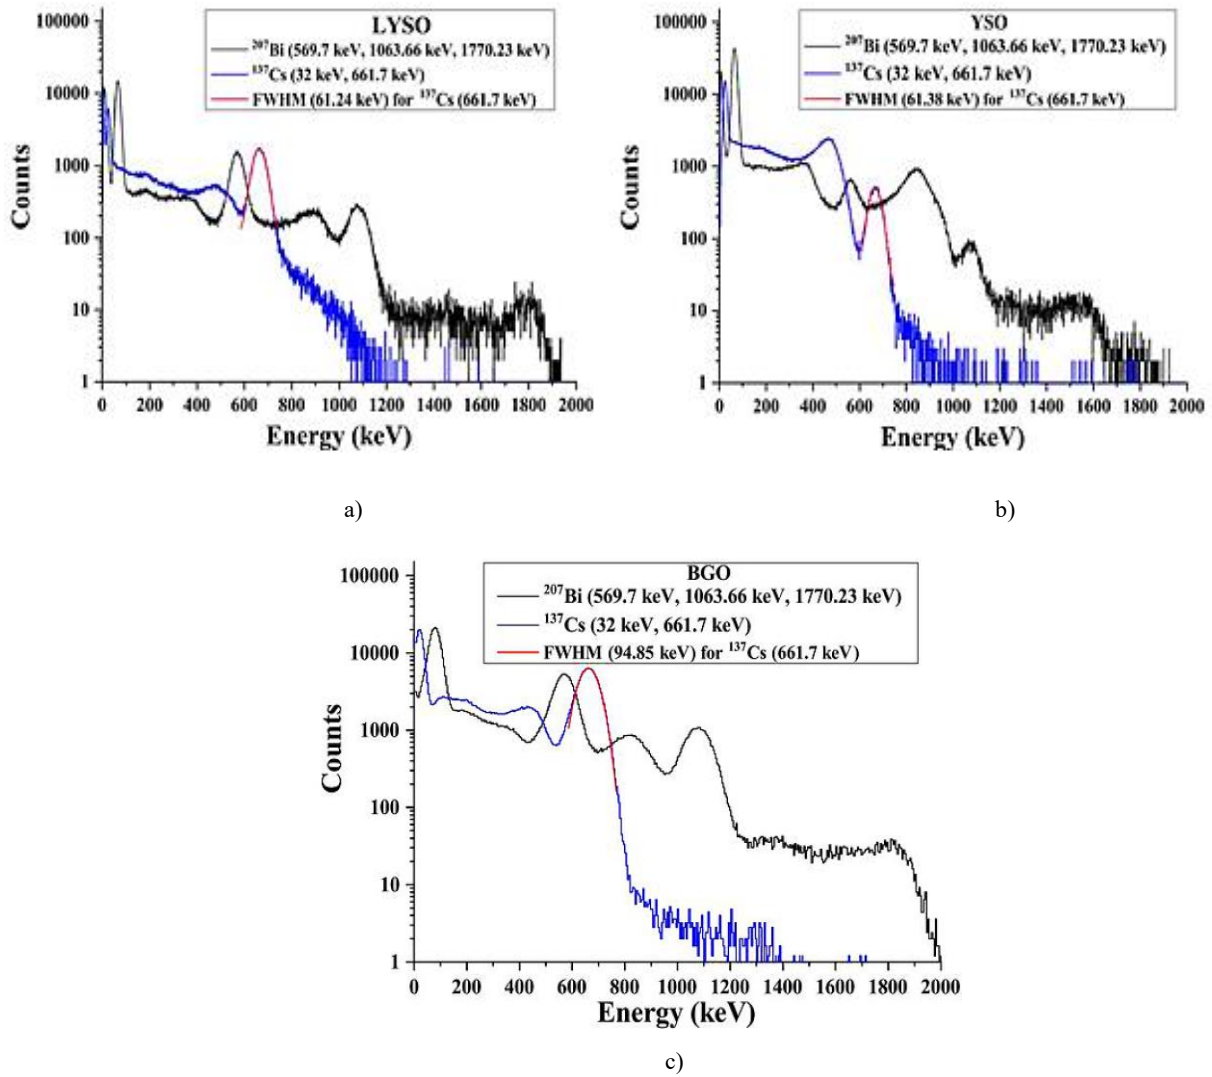 LYSO
²⁰⁷Bi (569.7 keV, 1063.66 keV, 1770.23 keV)
¹³⁷Cs (32 keV, 661.7 keV)
FWHM (61.24 keV) for ¹³⁷Cs (661.7 keV)
100000
10000
1000
100
10
1
Counts
0 200 400 600 800 1000 1200 1400 1600 1800 2000
Energy (keV)
a)
YSO
²⁰⁷Bi (569.7 keV, 1063.66 keV, 1770.23 keV)
¹³⁷Cs (32 keV, 661.7 keV)
FWHM (61.38 keV) for ¹³⁷Cs (661.7 keV)
100000
10000
1000
100
10
1
Counts
0 200 400 600 800 1000 1200 1400 1600 1800 2000
Energy (keV)
b)
BGO
²⁰⁷Bi (569.7 keV, 1063.66 keV, 1770.23 keV)
¹³⁷Cs (32 keV, 661.7 keV)
FWHM (94.85 keV) for ¹³⁷Cs (661.7 keV)
100000
10000
1000
100
10
1
Counts
0 200 400 600 800 1000 1200 1400 1600 1800 2000
Energy (keV)
c)